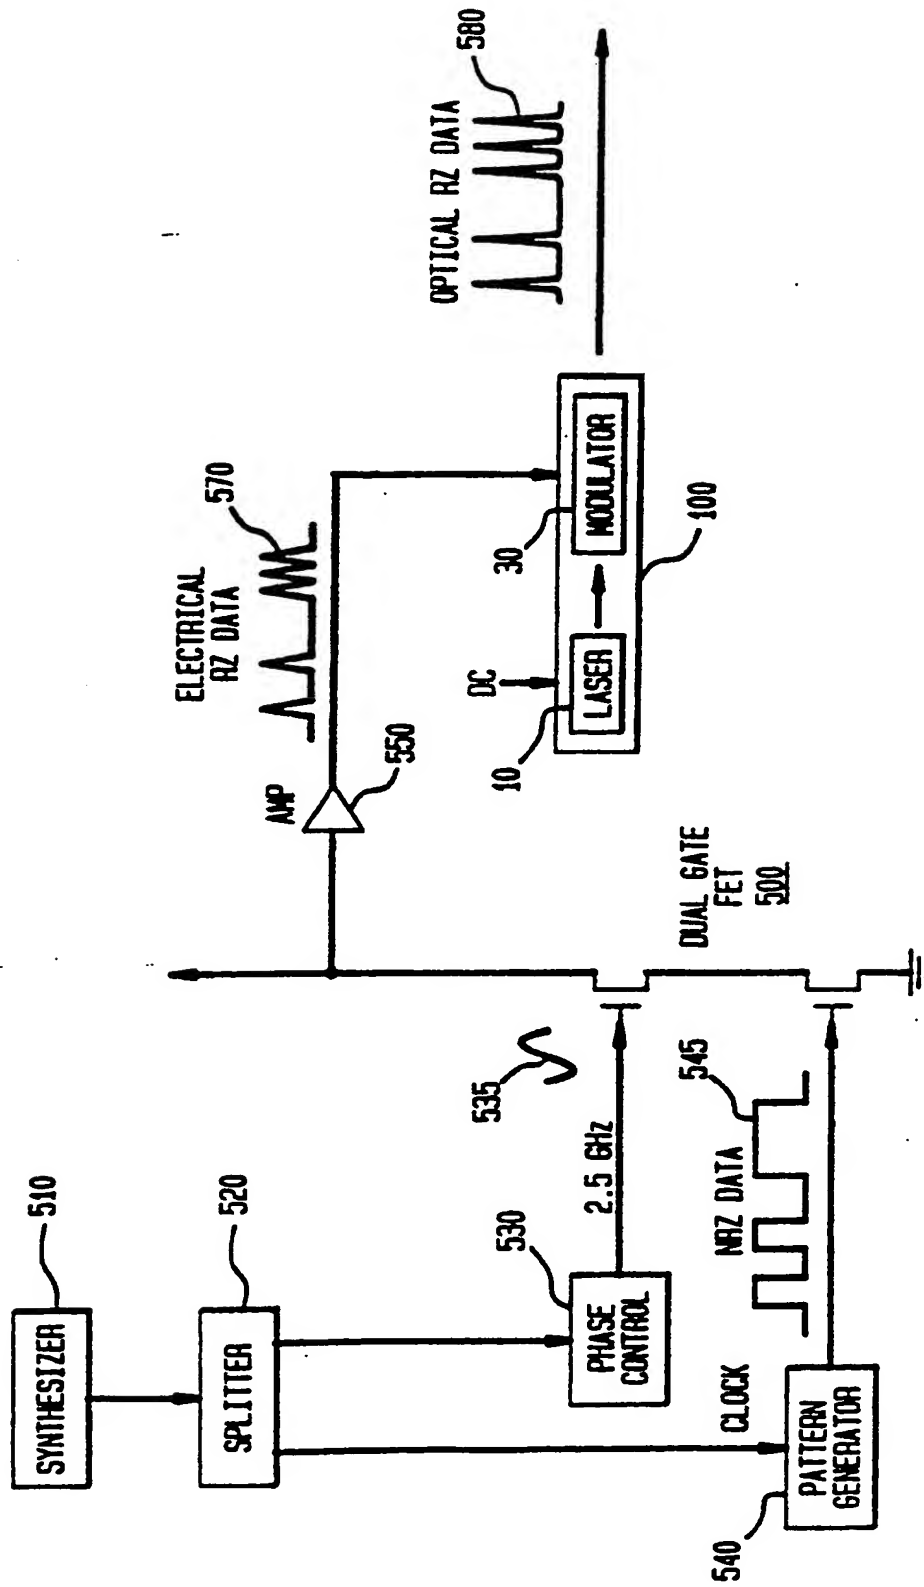 510
SYNTHESIZER
520
SPLITTER
530
PHASE
CONTROL
2.5 GHz
535
CLOCK
540
PATTERN
GENERATOR
NRZ DATA
545
DUAL GATE
FET
500
AMP
550
ELECTRICAL
RZ DATA
570
DC
10
LASER
30
MODULATOR
100
OPTICAL RZ DATA
580